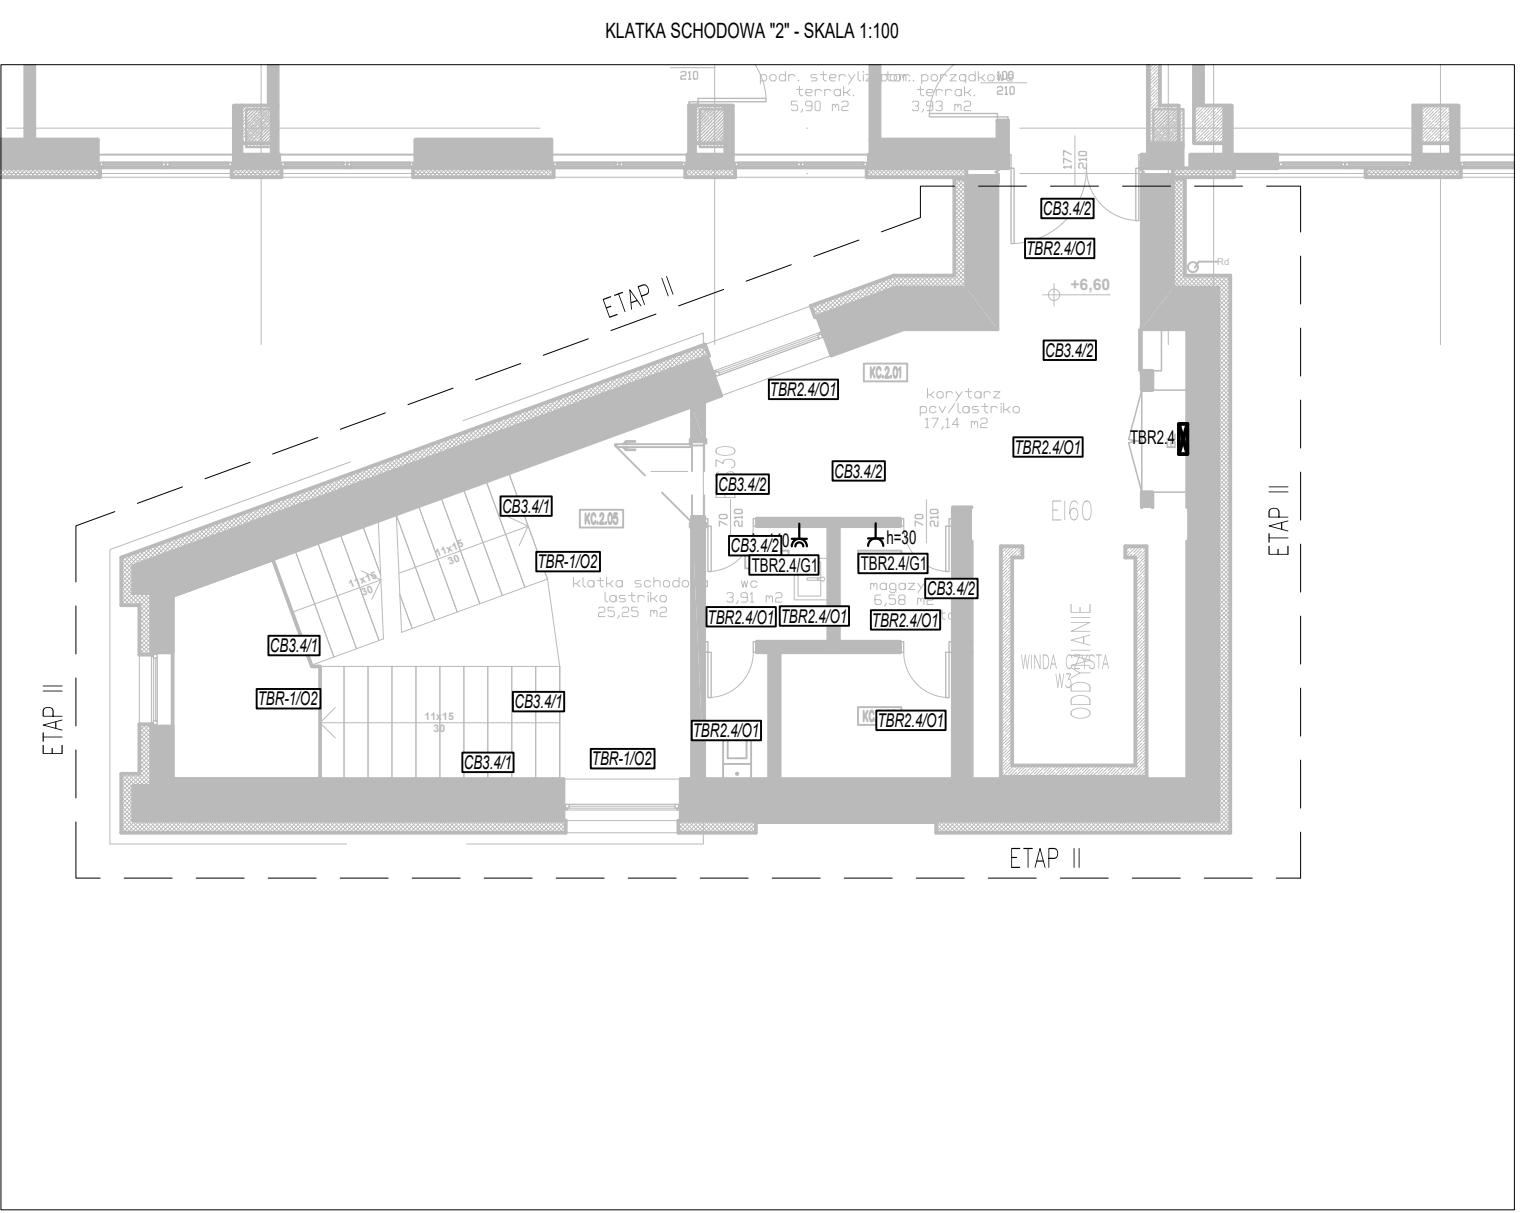 KLATKA SCHODOWA "2" - SKALA 1:100
210
podr.
terrak.
5,90 m2
porządkowe
terrak.
3,93 m2
100
210
177
210
CB3.4/2
TBR2.4/O1
Rd
+6,60
ETAP II
CB3.4/2
KC.2.01
TBR2.4/O1
korytarz
pcv/lastriko
17,14 m2
TBR2.4
TBR2.4/O1
CB3.4/2
CB3.4/2
CB3.4/1
KC.2.05
70
210
70
210
EI60
ETAP II
CB3.4/2
h=30
11x15
30
TBR-1/O2
TBR2.4/G1
TBR2.4/G1
11x15
30
klatka schodowa
lastriko
25,25 m2
wc
3,91 m2
6,58 m2
CB3.4/2
TBR2.4/O1
TBR2.4/O1
TBR2.4/O1
CB3.4/1
WINDA CZYSTA
W3
ODDYMIANIE
TBR-1/O2
CB3.4/1
ETAP II
11x15
30
TBR2.4/O1
TBR2.4/O1
CB3.4/1
TBR-1/O2
ETAP II